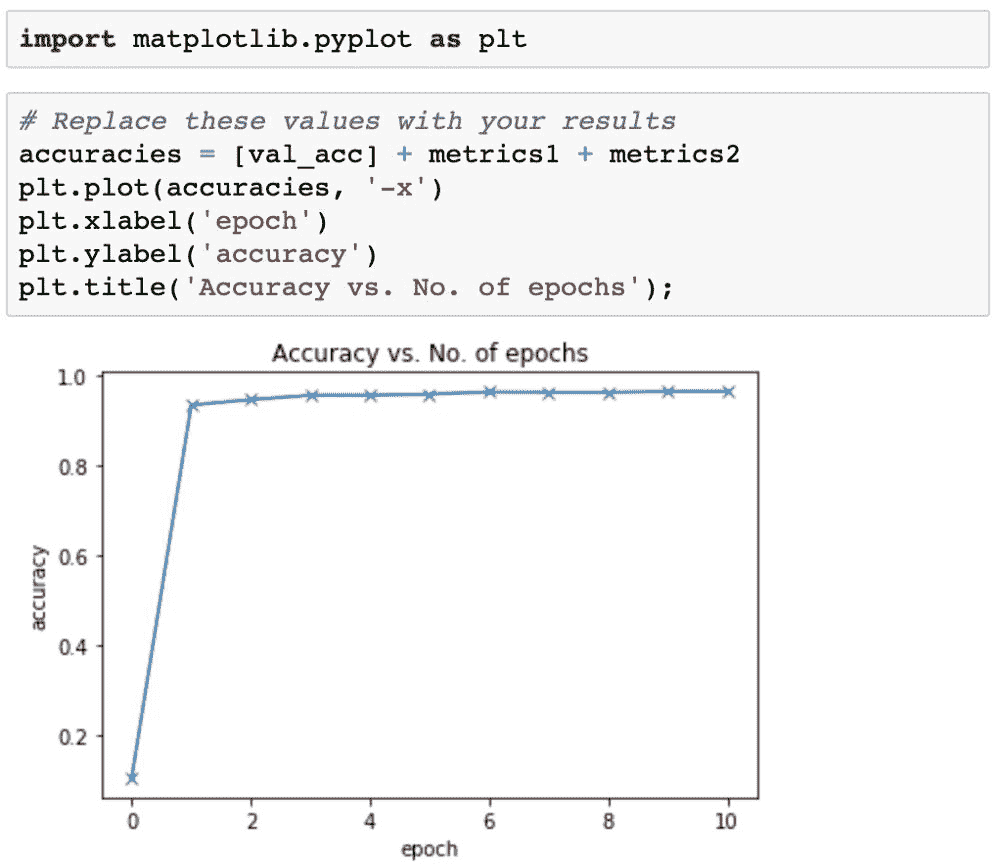 import matplotlib.pyplot as plt
# Replace these values with your results
accuracies = [val_acc] + metrics1 + metrics2
plt.plot(accuracies, '-x')
plt.xlabel('epoch')
plt.ylabel('accuracy')
plt.title('Accuracy vs. No. of epochs');
Accuracy vs. No. of epochs
1.0
0.8
0.6
0.4
0.2
accuracy
0 2 4 6 8 10
epoch